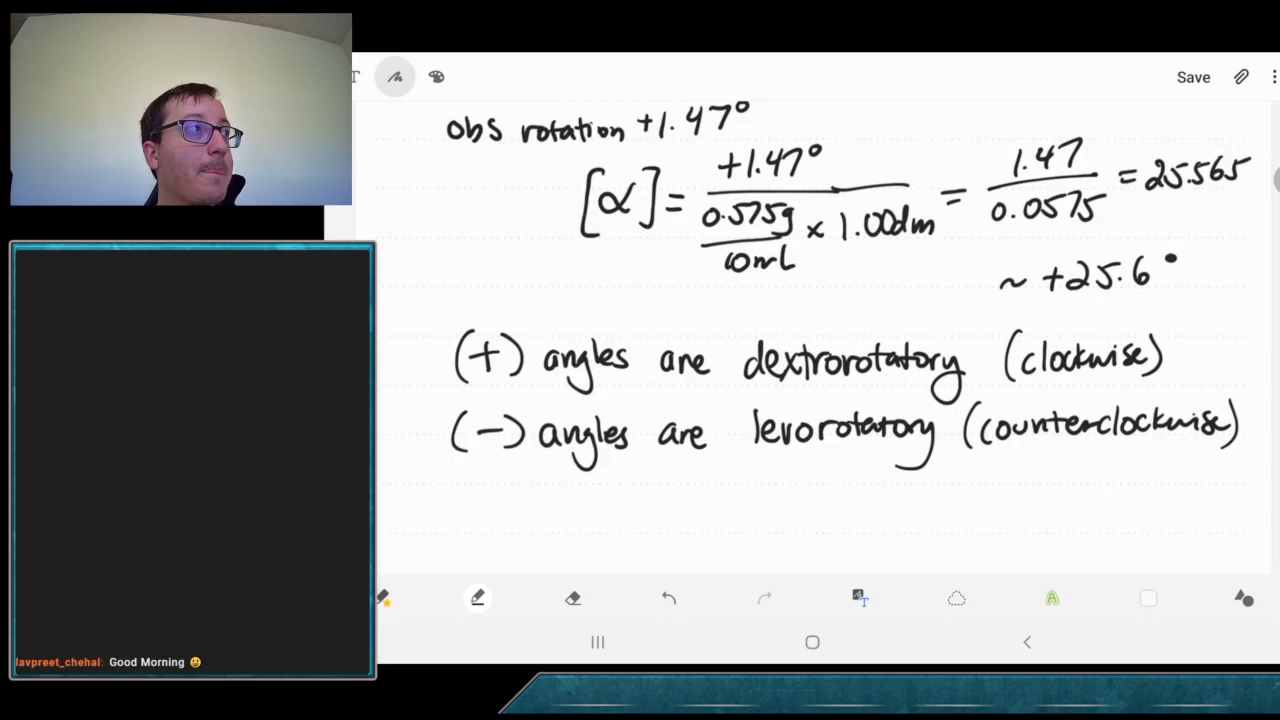 T
Save
obs rotation +1.47°
[α] = +1.47° / 0.575g / 10mL × 1.00dm = 1.47 / 0.0575 = 25.565
~ +25.6°
(+) angles are dextrorotatory (clockwise)
(-) angles are levorotatory (counterclockwise)
T
A
lavpreet_chehal: Good Morning 😃